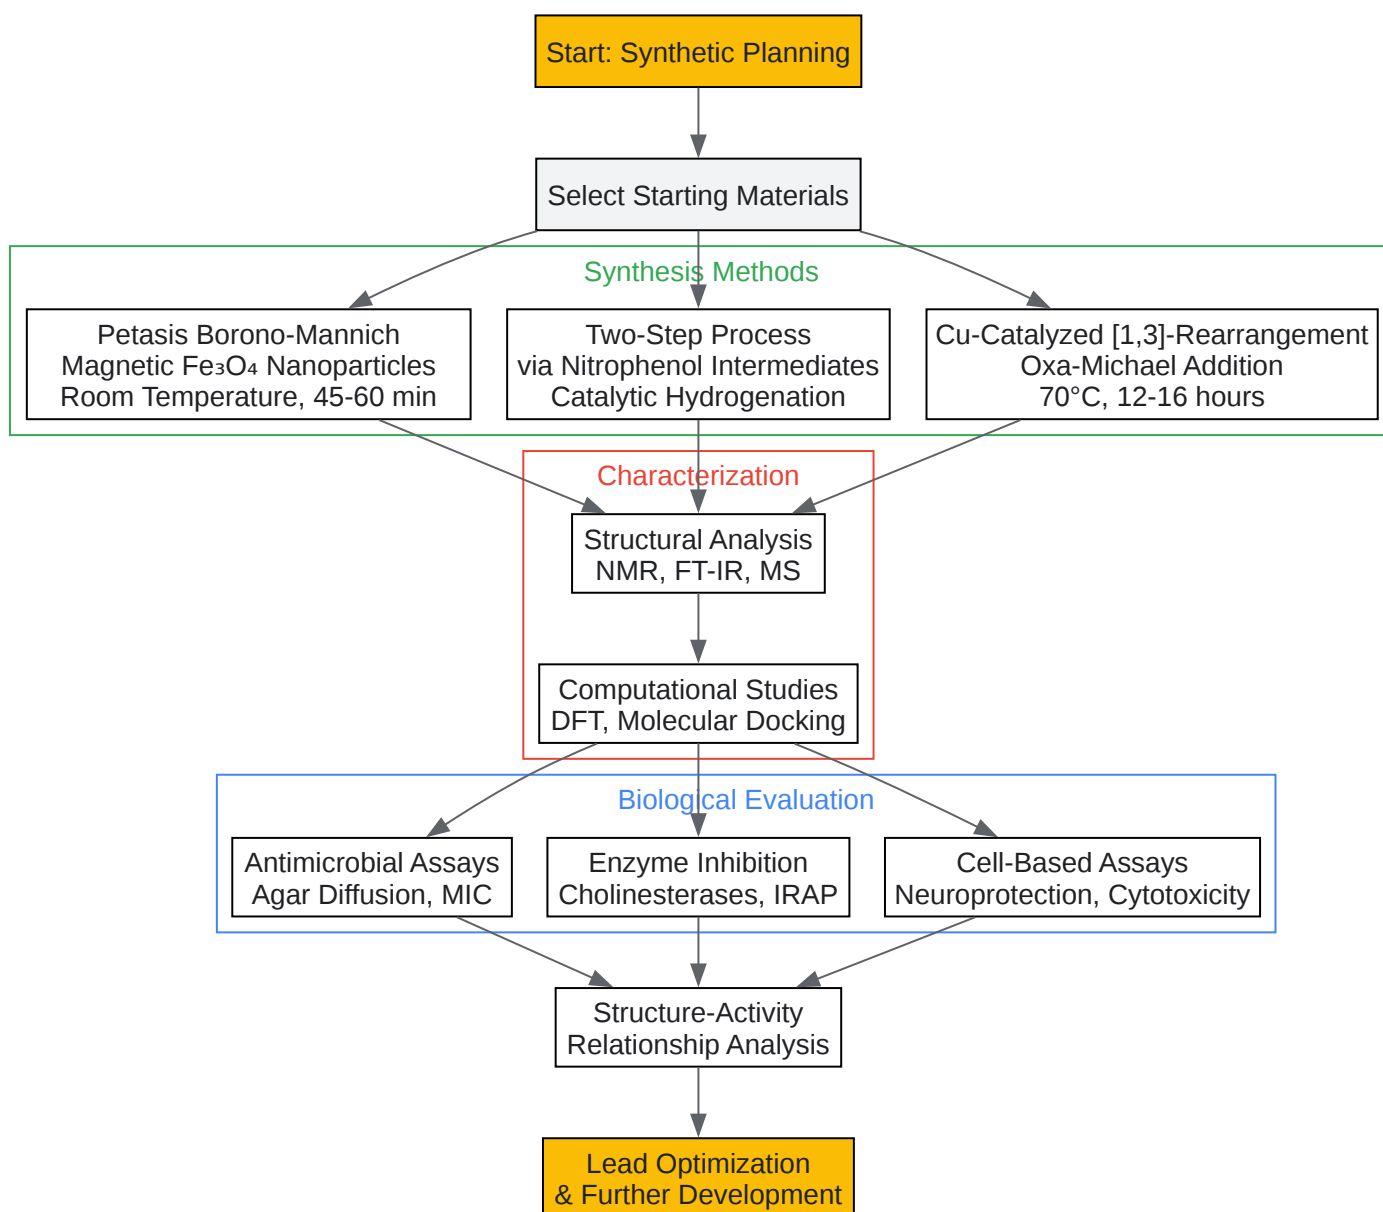 Start: Synthetic Planning
Select Starting Materials
Synthesis Methods
Petasis Borono-Mannich
Magnetic Fe₃O₄ Nanoparticles
Room Temperature, 45-60 min
Two-Step Process
via Nitrophenol Intermediates
Catalytic Hydrogenation
Cu-Catalyzed [1,3]-Rearrangement
Oxa-Michael Addition
70°C, 12-16 hours
Characterization
Structural Analysis
NMR, FT-IR, MS
Computational Studies
DFT, Molecular Docking
Biological Evaluation
Antimicrobial Assays
Agar Diffusion, MIC
Enzyme Inhibition
Cholinesterases, IRAP
Cell-Based Assays
Neuroprotection, Cytotoxicity
Structure-Activity
Relationship Analysis
Lead Optimization
& Further Development